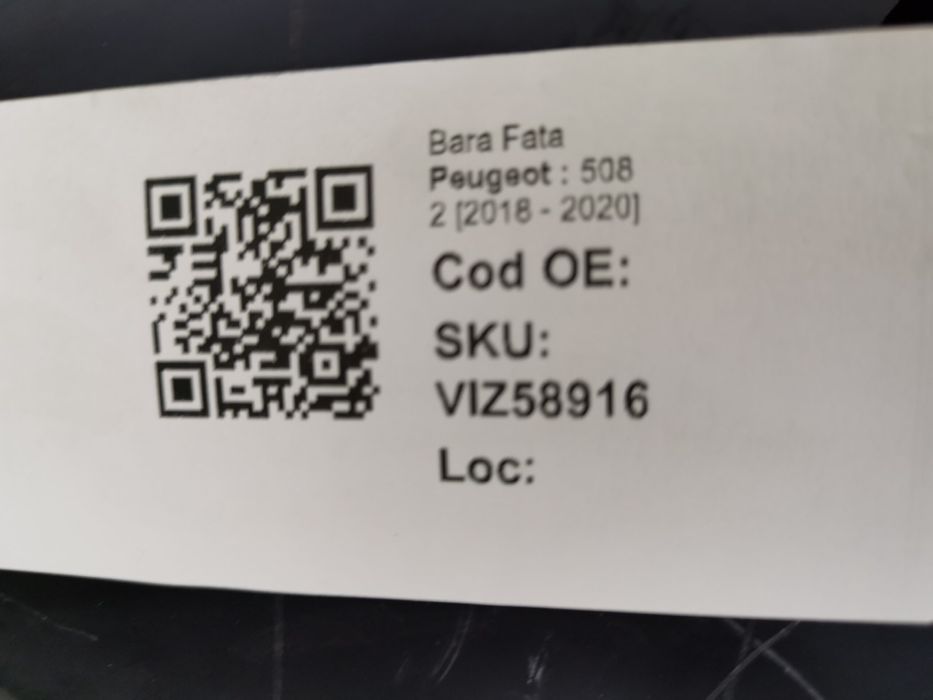 Bara Fata
Peugeot : 508
2 [2018 - 2020]
Cod OE:
SKU:
VIZ58916
Loc: